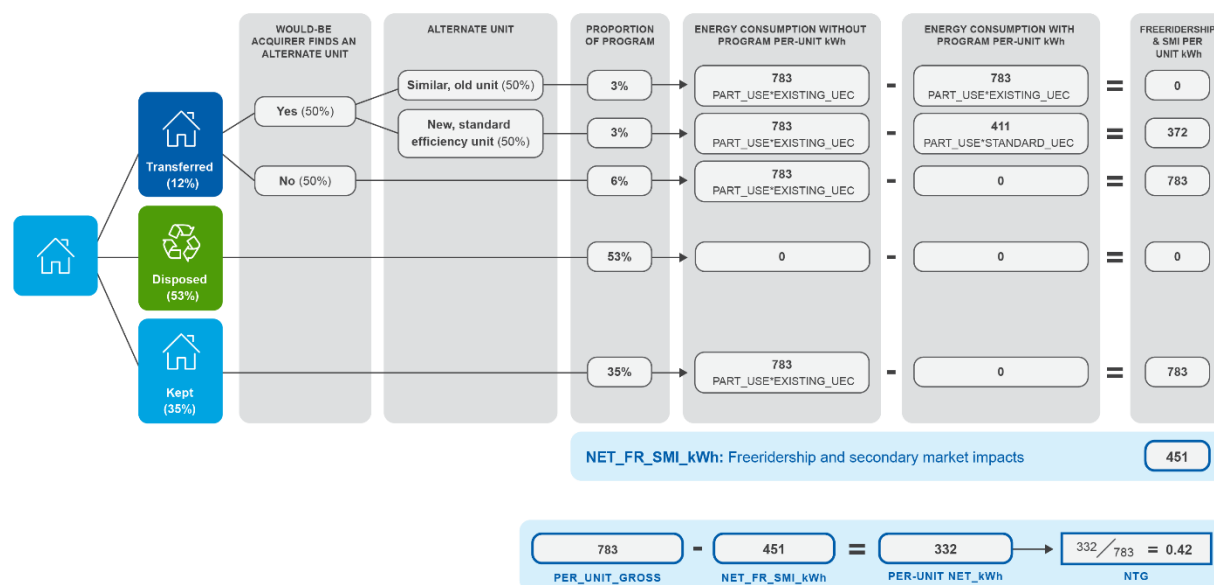 WOULD-BE
ACQUIRER FINDS AN
ALTERNATE UNIT
ALTERNATE UNIT
PROPORTION
OF PROGRAM
ENERGY CONSUMPTION WITHOUT
PROGRAM PER-UNIT kWh
ENERGY CONSUMPTION WITH
PROGRAM PER-UNIT kWh
FREERIDERSHIP
& SMI PER
UNIT kWh
Transferred
(12%)
Yes (50%)
Similar, old unit (50%)
3%
783
PART_USE*EXISTING_UEC
-
783
PART_USE*EXISTING_UEC
=
0
New, standard
efficiency unit (50%)
3%
783
PART_USE*EXISTING_UEC
-
411
PART_USE*STANDARD_UEC
=
372
No (50%)
6%
783
PART_USE*EXISTING_UEC
-
0
=
783
Disposed
(53%)
53%
0
-
0
=
0
Kept
(35%)
35%
783
PART_USE*EXISTING_UEC
-
0
=
783
NET_FR_SMI_kWh: Freeridership and secondary market impacts
451
783
-
451
=
332
332/783 = 0.42
PER_UNIT_GROSS
NET_FR_SMI_kWh
PER-UNIT NET_kWh
NTG